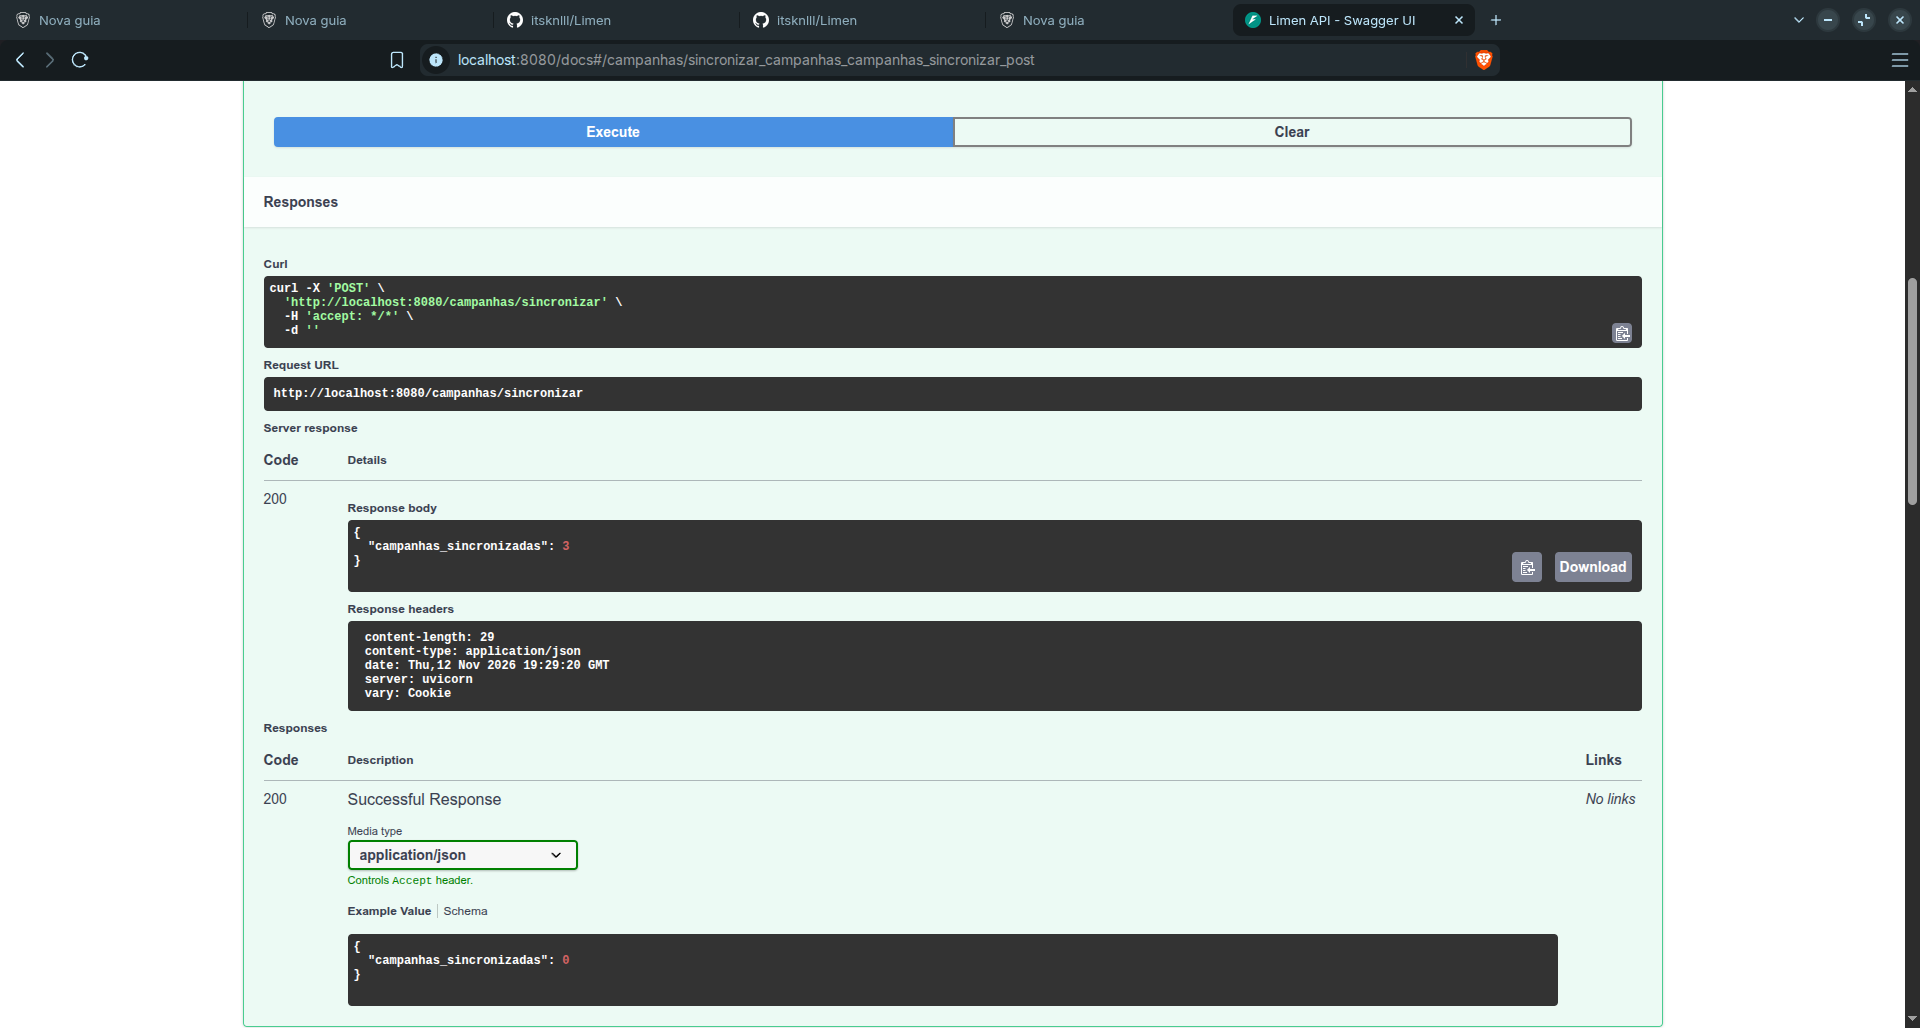 Nova guia
Nova guia
itsknlll/Limen
itsknlll/Limen
Nova guia
Limen API - Swagger UI
localhost:8080/docs#/campanhas/sincronizar_campanhas_campanhas_sincronizar_post
Execute
Clear
Responses
Curl
curl -X 'POST' \
'http://localhost:8080/campanhas/sincronizar' \
-H 'accept: */*' \
-d ''
Request URL
http://localhost:8080/campanhas/sincronizar
Server response
Code
Details
200
Response body
{
"campanhas_sincronizadas": 3
}
Download
Response headers
content-length: 29
content-type: application/json
date: Thu,12 Nov 2026 19:29:20 GMT
server: uvicorn
vary: Cookie
Responses
Code
Description
Links
200
Successful Response
No links
Media type
application/json
Controls Accept header.
Example Value
Schema
{
"campanhas_sincronizadas": 0
}